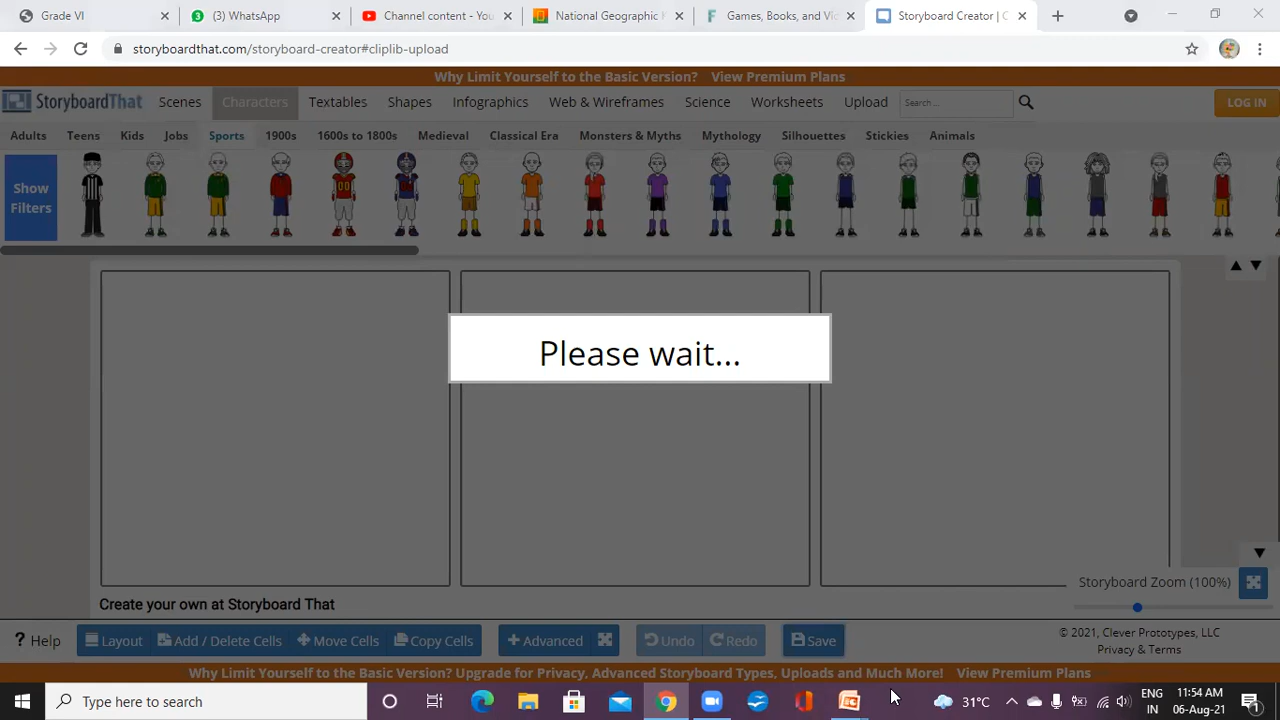 Grade VI
(3) WhatsApp
Channel content - You
National Geographic K
Games, Books, and Vid
Storyboard Creator | C
storyboardthat.com/storyboard-creator#cliplib-upload
Why Limit Yourself to the Basic Version? View Premium Plans
StoryboardThat Scenes Characters Textables Shapes Infographics Web & Wireframes Science Worksheets Upload Search ... LOG IN
Adults Teens Kids Jobs Sports 1900s 1600s to 1800s Medieval Classical Era Monsters & Myths Mythology Silhouettes Stickies Animals
Show
Filters
Please wait...
Storyboard Zoom (100%)
Create your own at Storyboard That
? Help Layout Add / Delete Cells Move Cells Copy Cells + Advanced Undo Redo Save
© 2021, Clever Prototypes, LLC
Privacy & Terms
Why Limit Yourself to the Basic Version? Upgrade for Privacy, Advanced Storyboard Types, Uploads and Much More! View Premium Plans
Type here to search
31°C
ENG
IN
11:54 AM
06-Aug-21
1